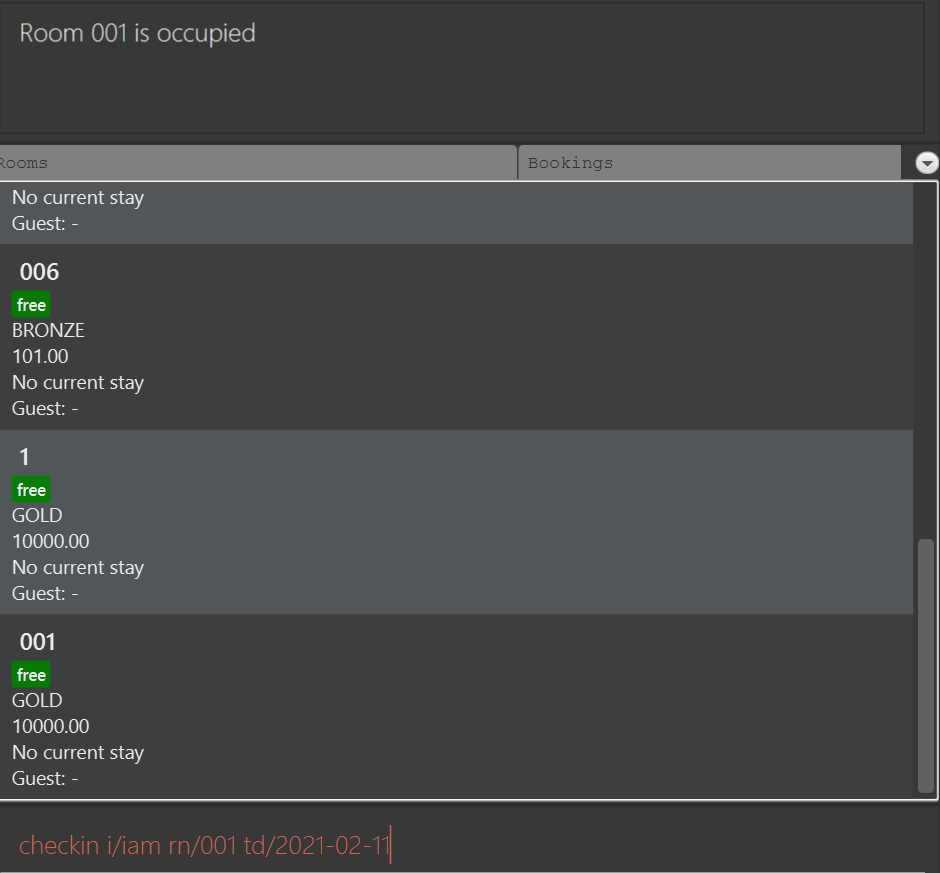 Room 001 is occupied
Rooms
Bookings
No current stay
Guest: -
006
free
BRONZE
101.00
No current stay
Guest: -
1
free
GOLD
10000.00
No current stay
Guest: -
001
free
GOLD
10000.00
No current stay
Guest: -
checkin i/iam rn/001 td/2021-02-11